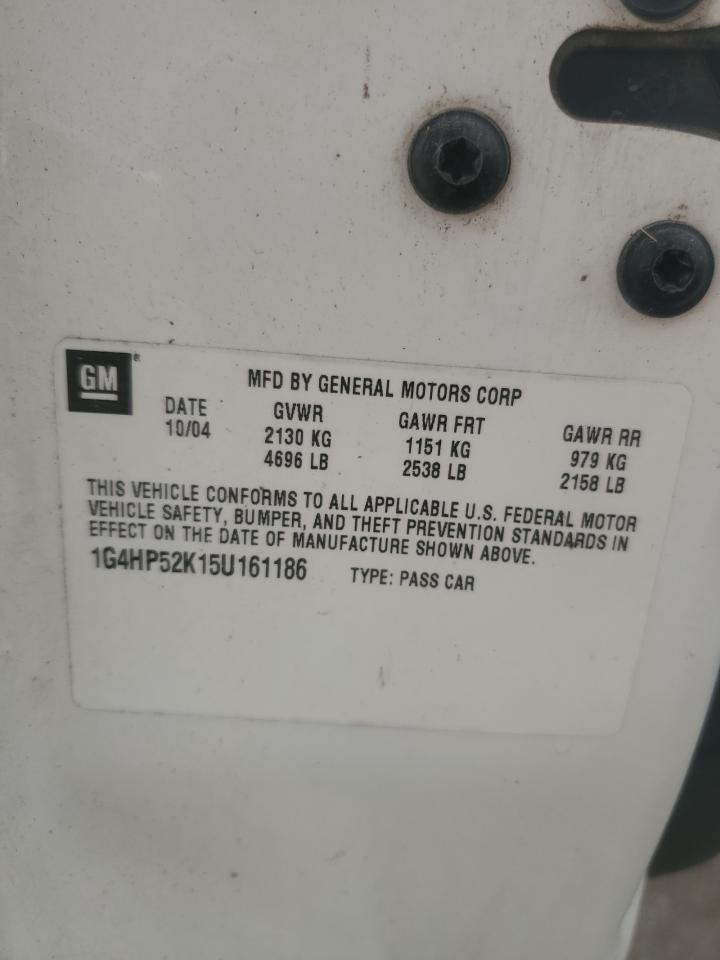 GM
MFD BY GENERAL MOTORS CORP
DATE GVWR GAWR FRT GAWR RR
10/04 2130 KG 1151 KG 979 KG
4696 LB 2538 LB 2158 LB
THIS VEHICLE CONFORMS TO ALL APPLICABLE U.S. FEDERAL MOTOR
VEHICLE SAFETY, BUMPER, AND THEFT PREVENTION STANDARDS IN
EFFECT ON THE DATE OF MANUFACTURE SHOWN ABOVE.
1G4HP52K15U161186 TYPE: PASS CAR